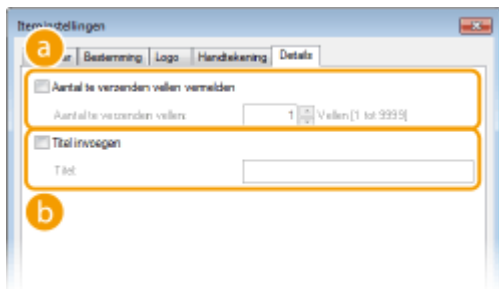 Iteminstellingen
a
Bestemming Logo Handtekening Details
Aantal te verzenden vellen vermelden
Aantal te verzenden vellen: 1 Vellen [1 tot 9999]
Titel invoegen
Titel:
b